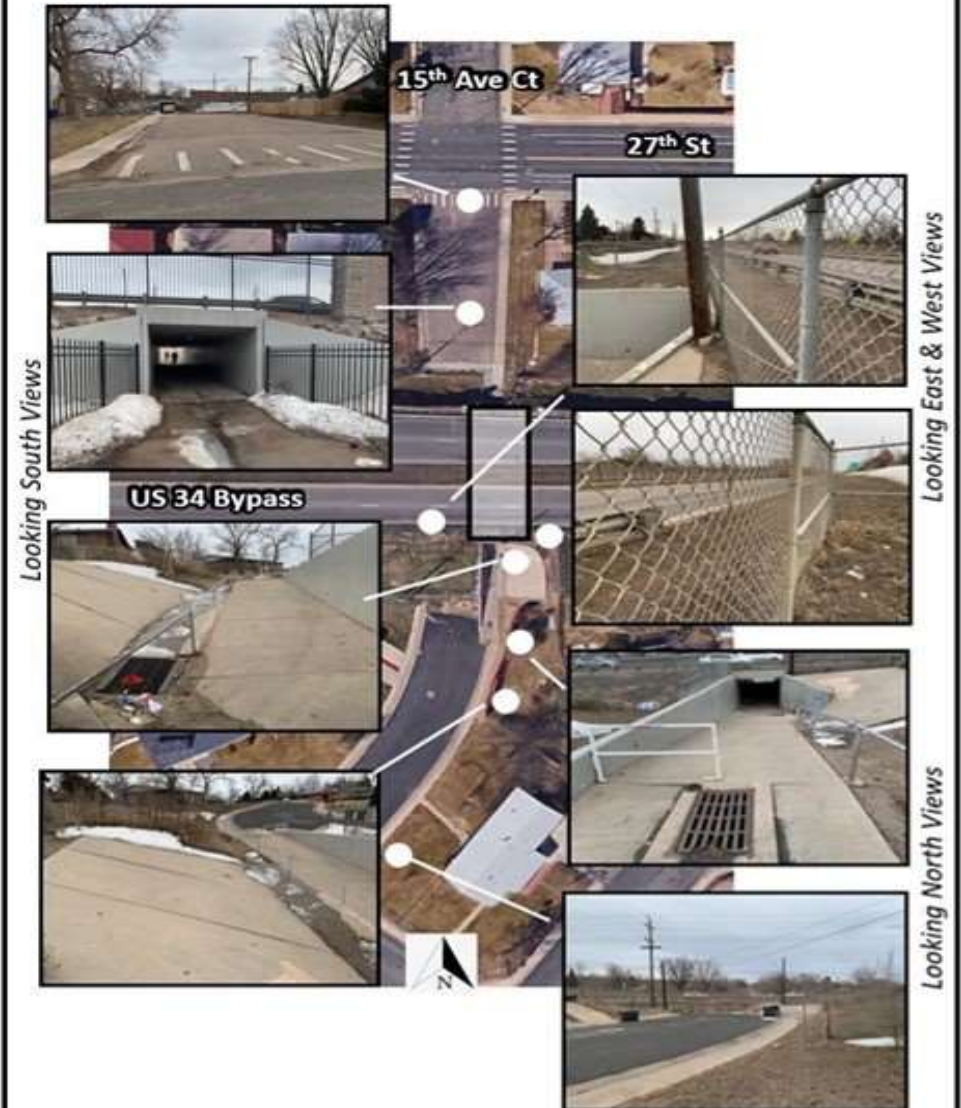 15th Ave Ct
27th St
Looking East & West Views
Looking South Views
US 34 Bypass
Looking North Views
N